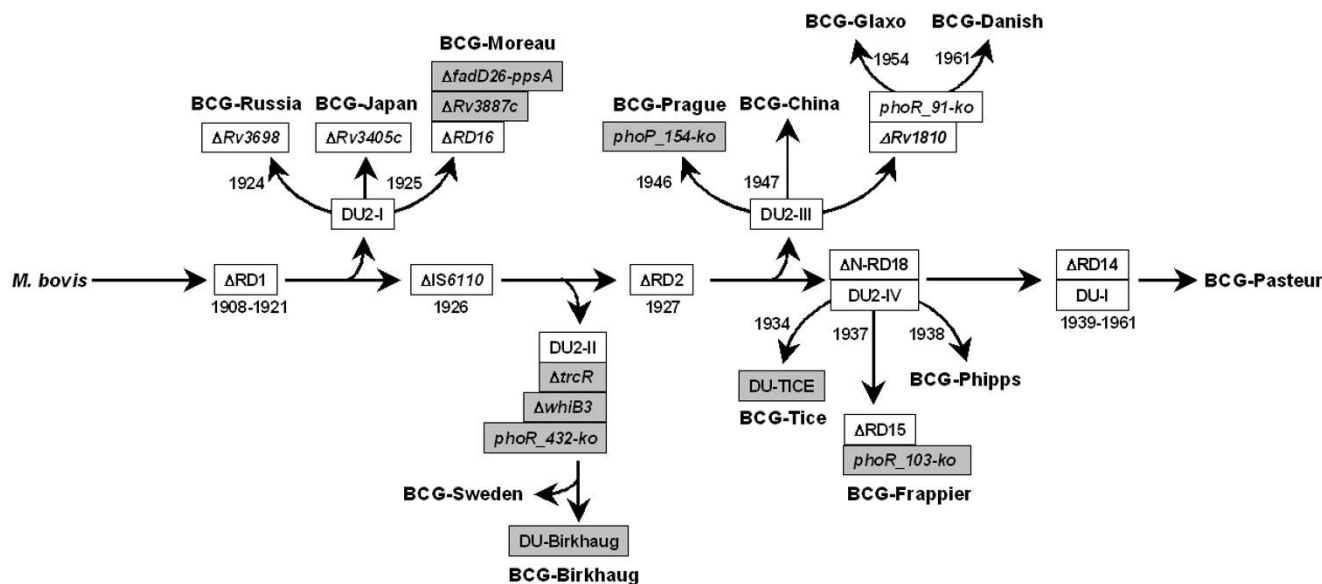 BCG-Glaxo
BCG-Danish
1954
1961
BCG-Moreau
ΔfadD26-ppsA
ΔRv3887c
ΔRD16
BCG-Russia
ΔRv3698
BCG-Japan
ΔRv3405c
1924
1925
DU2-I
BCG-Prague
phoP_154-ko
BCG-China
phoR_91-ko
ΔRv1810
1946
1947
DU2-III
M. bovis
ΔRD1
1908-1921
ΔIS6110
1926
ΔRD2
1927
ΔN-RD18
DU2-IV
ΔRD14
DU-I
1939-1961
BCG-Pasteur
1934
1937
1938
DU2-II
ΔtrcR
ΔwhiB3
phoR_432-ko
DU-TICE
BCG-Tice
BCG-Phipps
ΔRD15
phoR_103-ko
BCG-Frappier
BCG-Sweden
DU-Birkhaug
BCG-Birkhaug